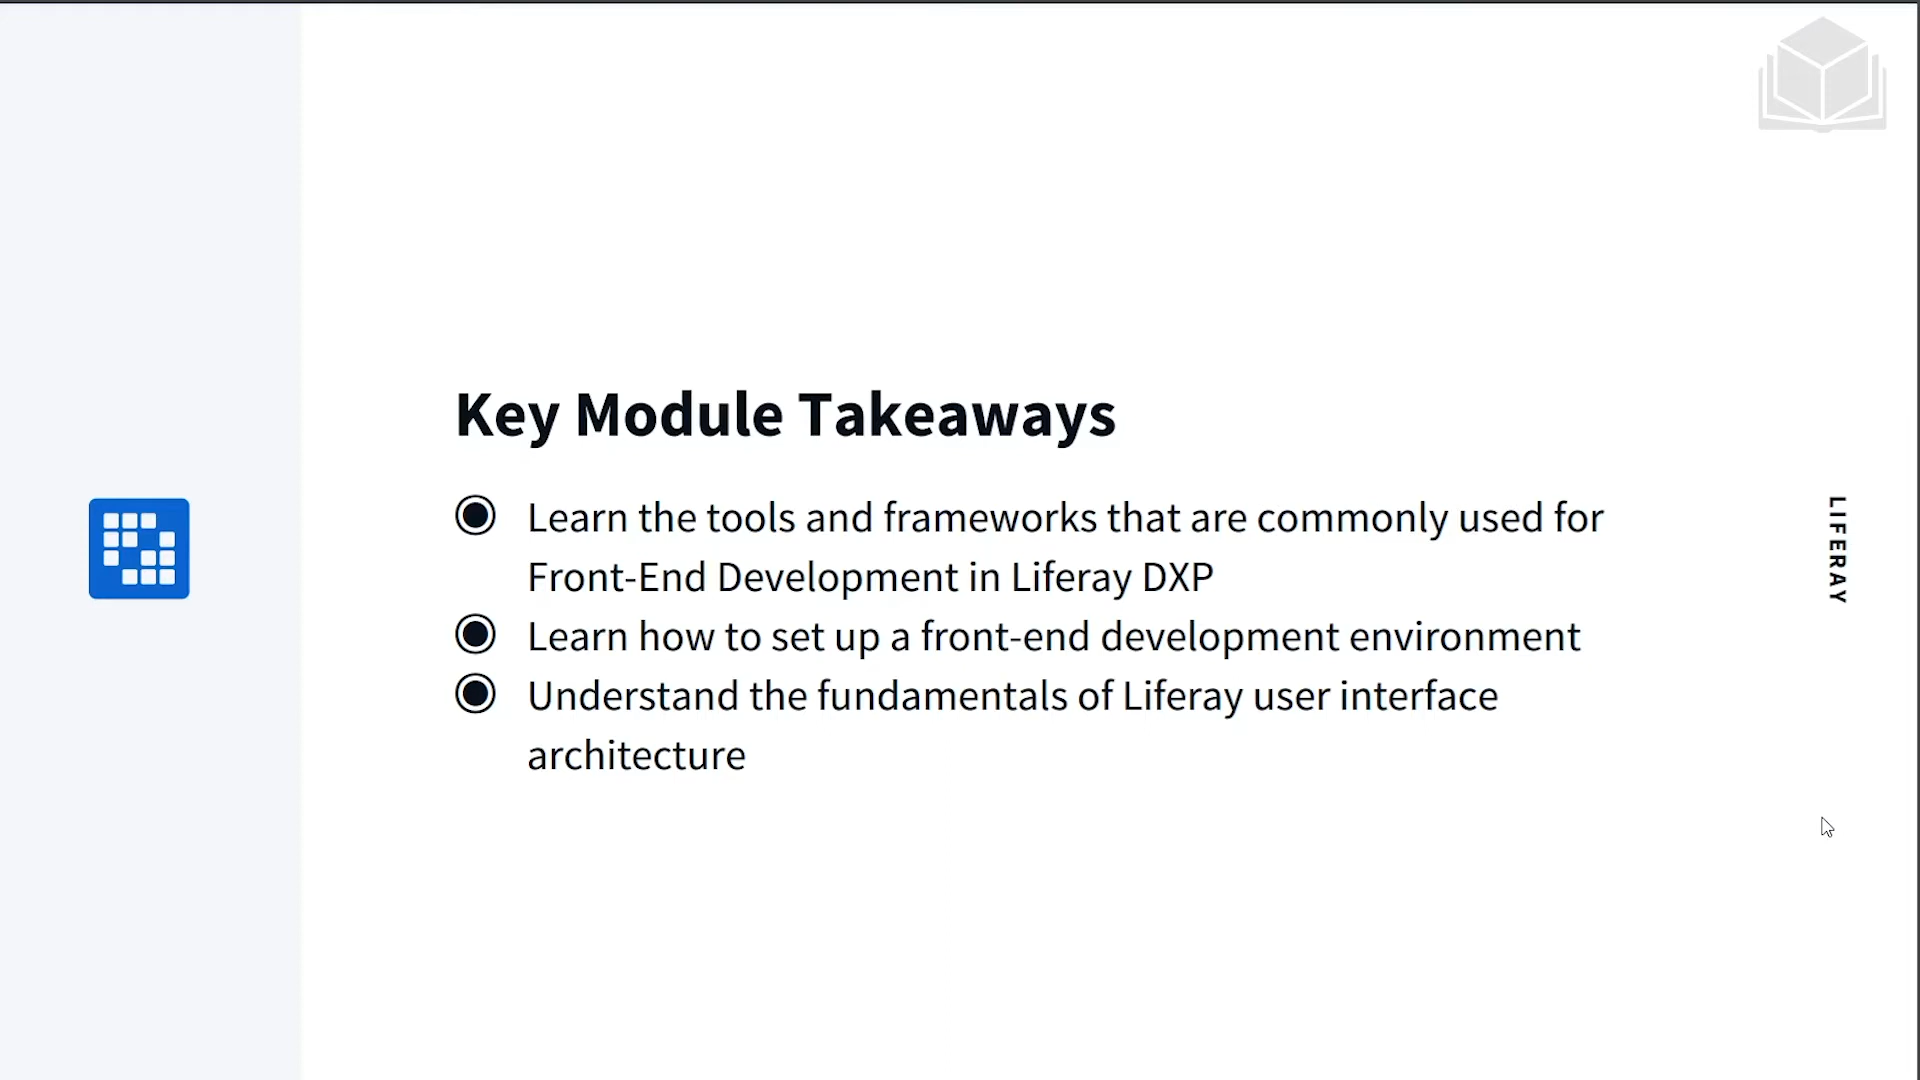 Key Module Takeaways
Learn the tools and frameworks that are commonly used for
Front-End Development in Liferay DXP
Learn how to set up a front-end development environment
Understand the fundamentals of Liferay user interface
architecture
LIFERAY